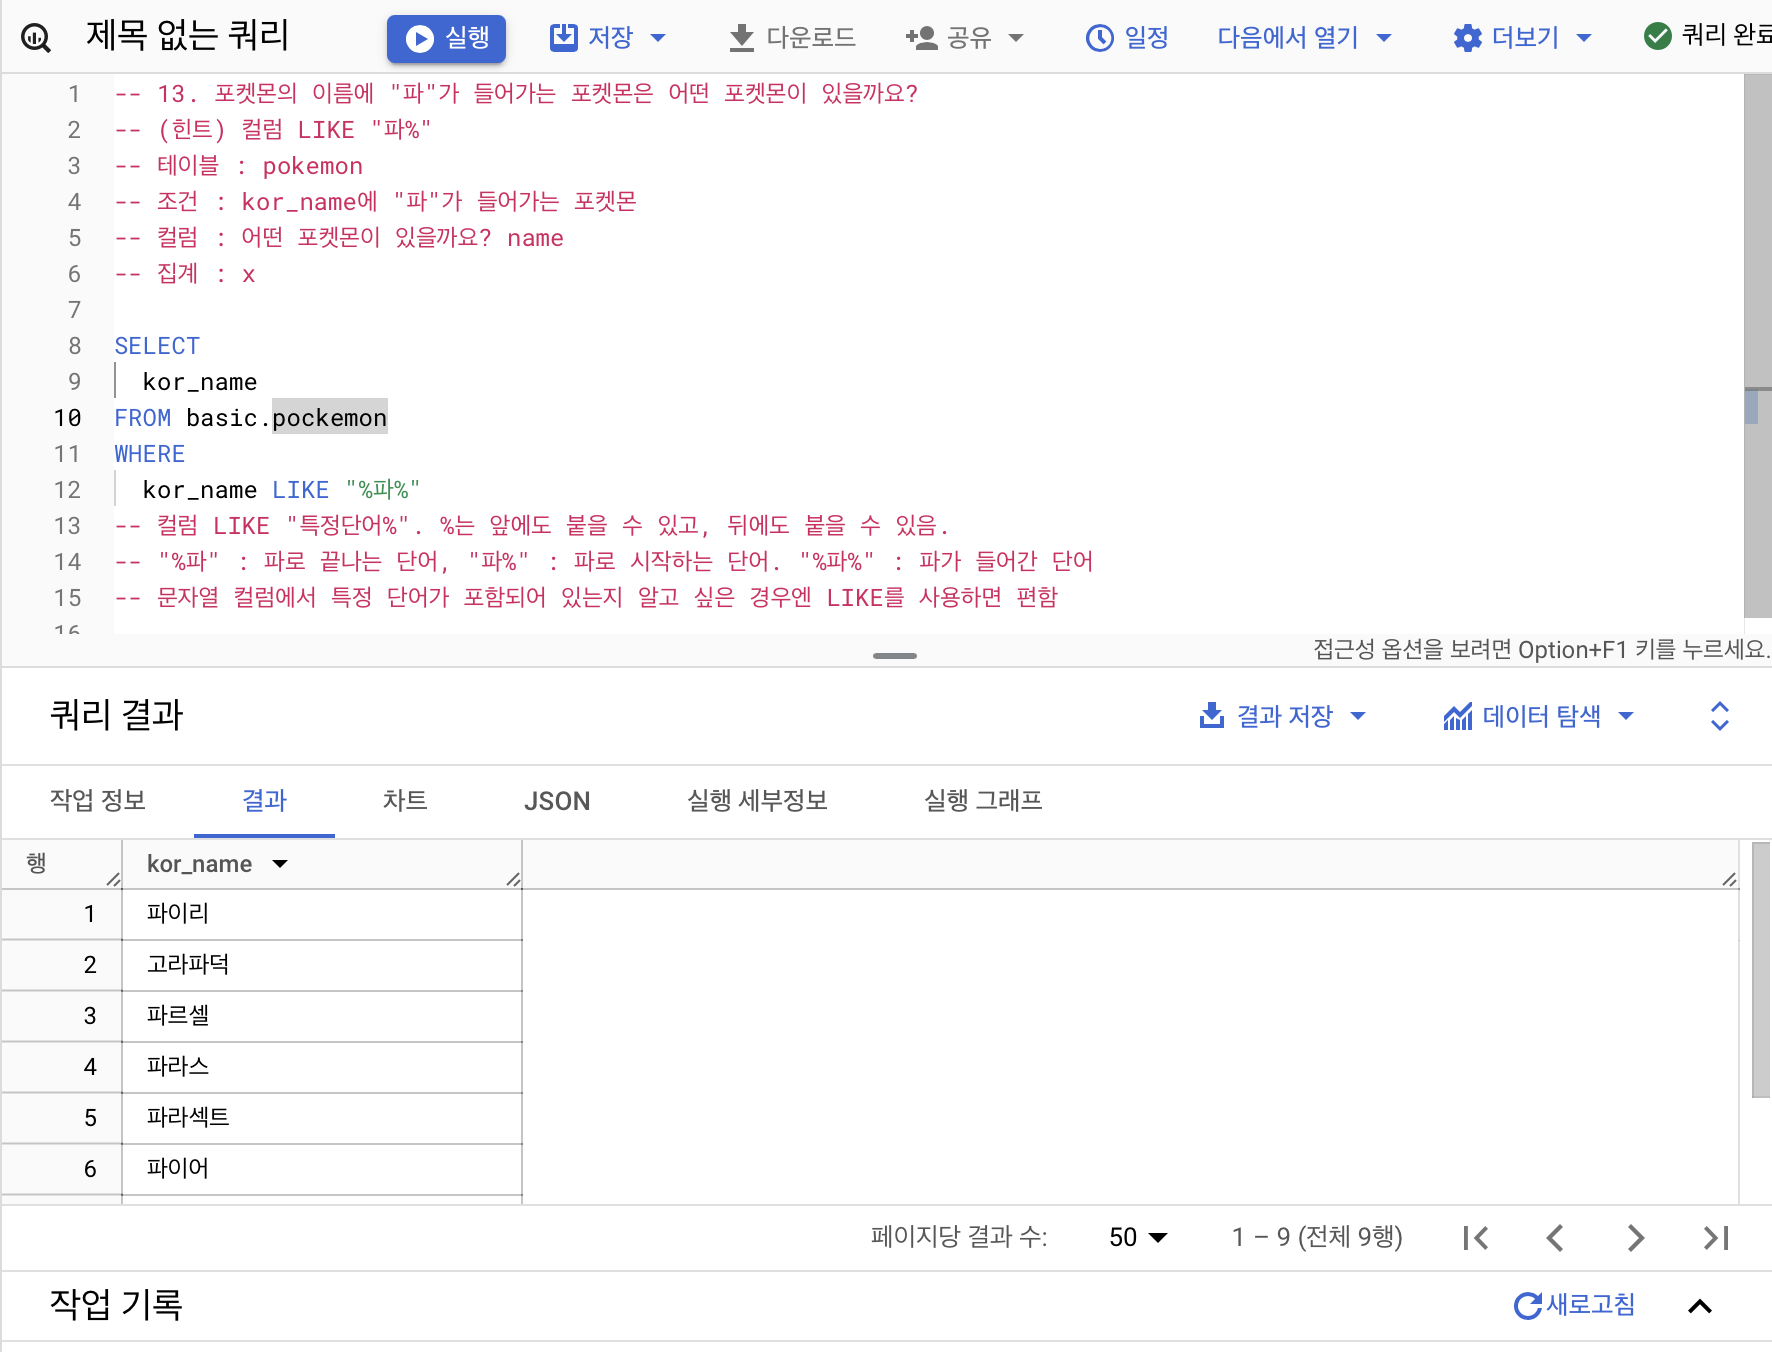 제목 없는 쿼리 실행 저장 다운로드 공유 일정 다음에서 열기 더보기 쿼리 완료
1 -- 13. 포켓몬의 이름에 "파"가 들어가는 포켓몬은 어떤 포켓몬이 있을까요?
2 -- (힌트) 컬럼 LIKE "파%"
3 -- 테이블 : pokemon
4 -- 조건 : kor_name에 "파"가 들어가는 포켓몬
5 -- 컬럼 : 어떤 포켓몬이 있을까요? name
6 -- 집계 : x
7
8 SELECT
9 kor_name
10 FROM basic.pockemon
11 WHERE
12 kor_name LIKE "%파%"
13 -- 컬럼 LIKE "특정단어%". %는 앞에도 붙을 수 있고, 뒤에도 붙을 수 있음.
14 -- "%파" : 파로 끝나는 단어, "파%" : 파로 시작하는 단어. "%파%" : 파가 들어간 단어
15 -- 문자열 컬럼에서 특정 단어가 포함되어 있는지 알고 싶은 경우엔 LIKE를 사용하면 편함
16
접근성 옵션을 보려면 Option+F1 키를 누르세요.
쿼리 결과 결과 저장 데이터 탐색
작업 정보 결과 차트 JSON 실행 세부정보 실행 그래프
행 kor_name
1 파이리
2 고라파덕
3 파르셀
4 파라스
5 파라섹트
6 파이어
페이지당 결과 수: 50 1 – 9 (전체 9행)
작업 기록 새로고침